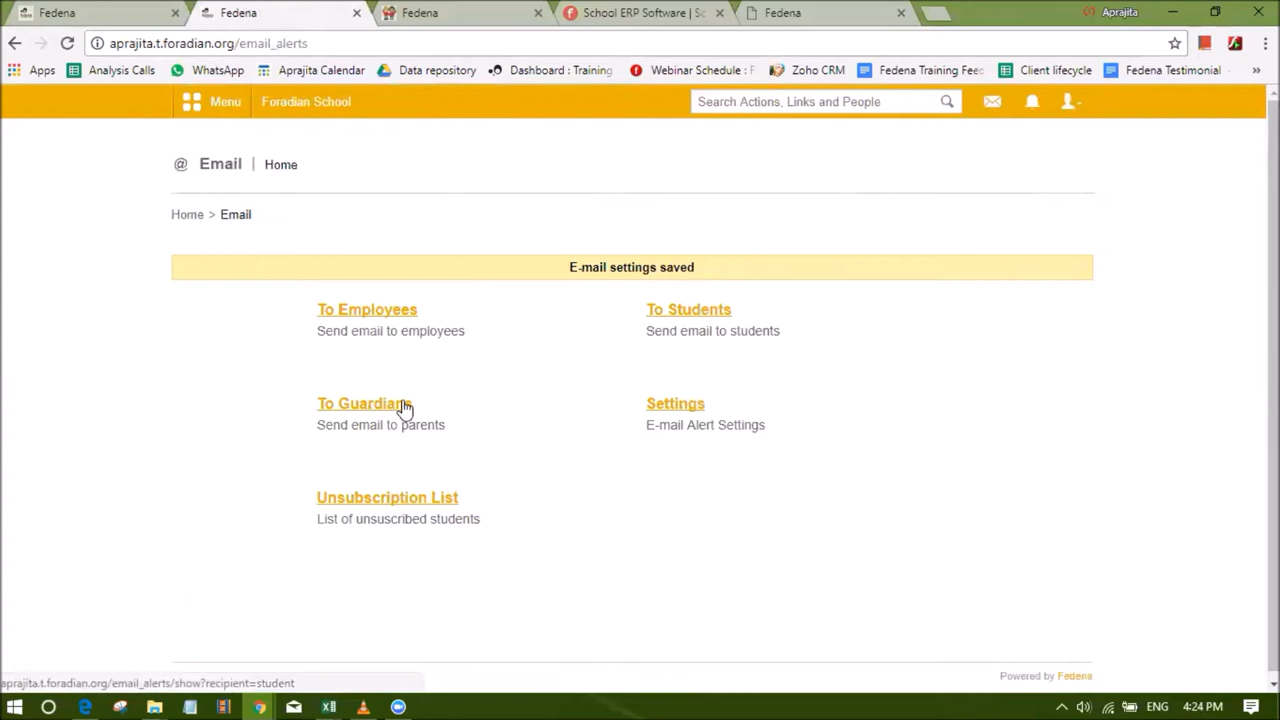 Fedena
Fedena
Fedena
School ERP Software | Sc
Fedena
Aprajita
aprajita.t.foradian.org/email_alerts
Apps
Analysis Calls
WhatsApp
Aprajita Calendar
Data repository
Dashboard : Training
Webinar Schedule : F
Zoho CRM
Fedena Training Feed
Client lifecycle
Fedena Testimonial
»
Menu
Foradian School
Search Actions, Links and People
@ Email | Home
Home > Email
E-mail settings saved
To Employees
Send email to employees
To Students
Send email to students
To Guardians
Send email to parents
Settings
E-mail Alert Settings
Unsubscription List
List of unsuscribed students
Powered by Fedena
aprajita.t.foradian.org/email_alerts/show?recipient=student
ENG
4:24 PM